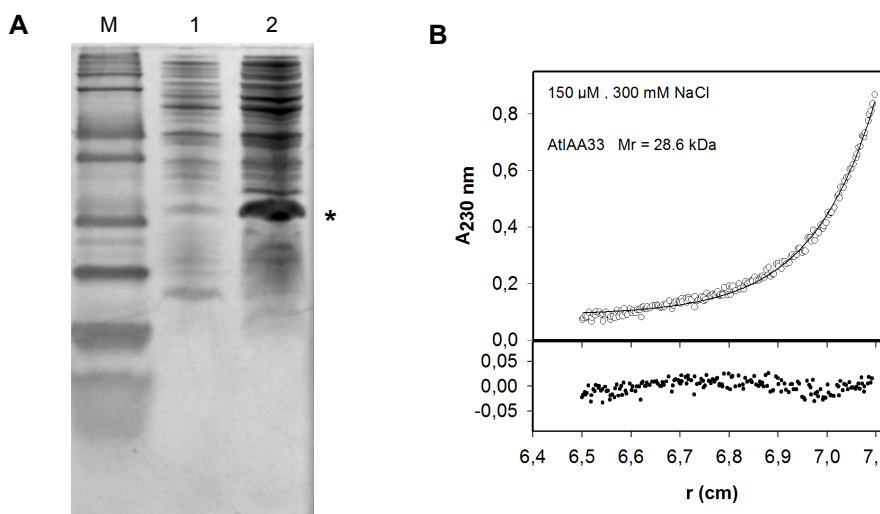 A
M 1 2
*
B
150 µM , 300 mM NaCl
AtIAA33 Mr = 28.6 kDa
A230 nm
0,8
0,6
0,4
0,2
0,0
0,05
0,00
-0,05
6,4 6,5 6,6 6,7 6,8 6,9 7,0 7,
r (cm)